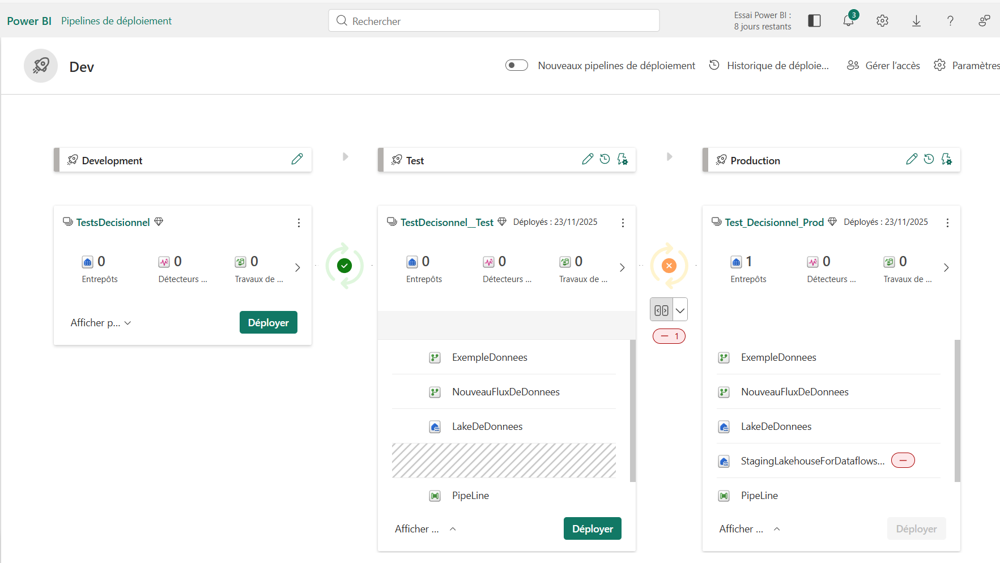 Power BI Pipelines de déploiement
Rechercher
Essai Power BI :
8 jours restants
3
?
Dev
Nouveaux pipelines de déploiement
Historique de déploie...
Gérer l'accès
Paramètres
Development
Test
Production
TestsDecisionnel
0
Entrepôts
0
Détecteurs ...
0
Travaux de ...
Afficher p...
Déployer
TestDecisonnel__Test
Déployés : 23/11/2025
0
Entrepôts
0
Détecteurs ...
0
Travaux de ...
ExempleDonnees
NouveauFluxDeDonnees
LakeDeDonnees
PipeLine
Afficher ...
Déployer
1
Test_Decisionnel_Prod
Déployés : 23/11/2025
1
Entrepôts
0
Détecteurs ...
0
Travaux de ...
ExempleDonnees
NouveauFluxDeDonnees
LakeDeDonnees
StagingLakehouseForDataflows...
PipeLine
Afficher ...
Déployer